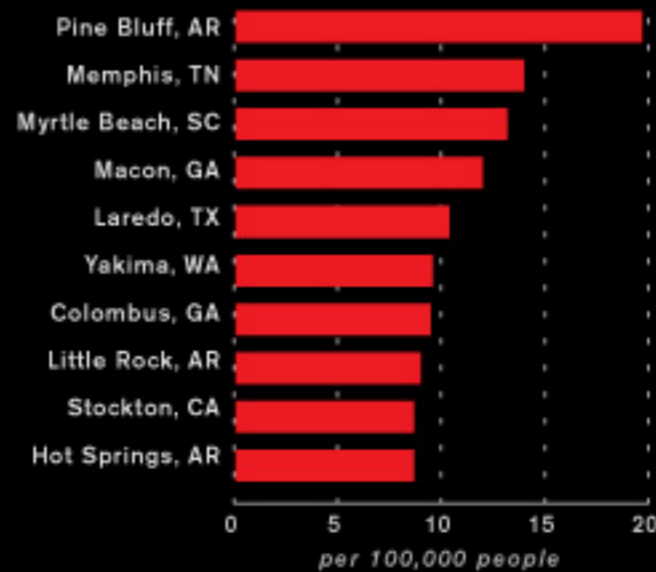 Pine Bluff, AR
Memphis, TN
Myrtle Beach, SC
Macon, GA
Laredo, TX
Yakima, WA
Colombus, GA
Little Rock, AR
Stockton, CA
Hot Springs, AR
0 5 10 15 20
per 100,000 people